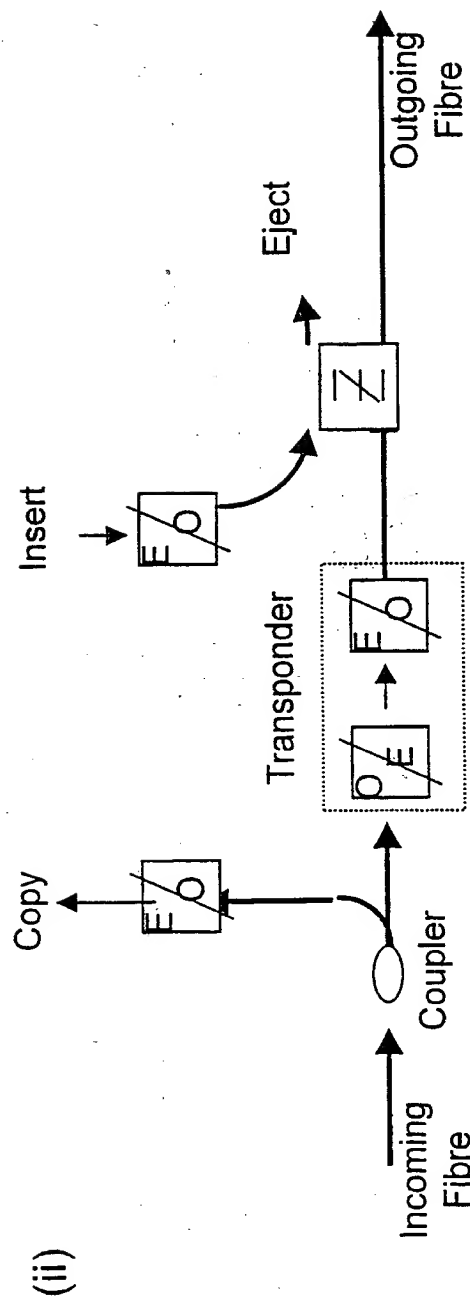 (ii)
Copy
E
O
Insert
E
O
Eject
Transponder
O
E
E
O
Coupler
Incoming
Fibre
Outgoing
Fibre